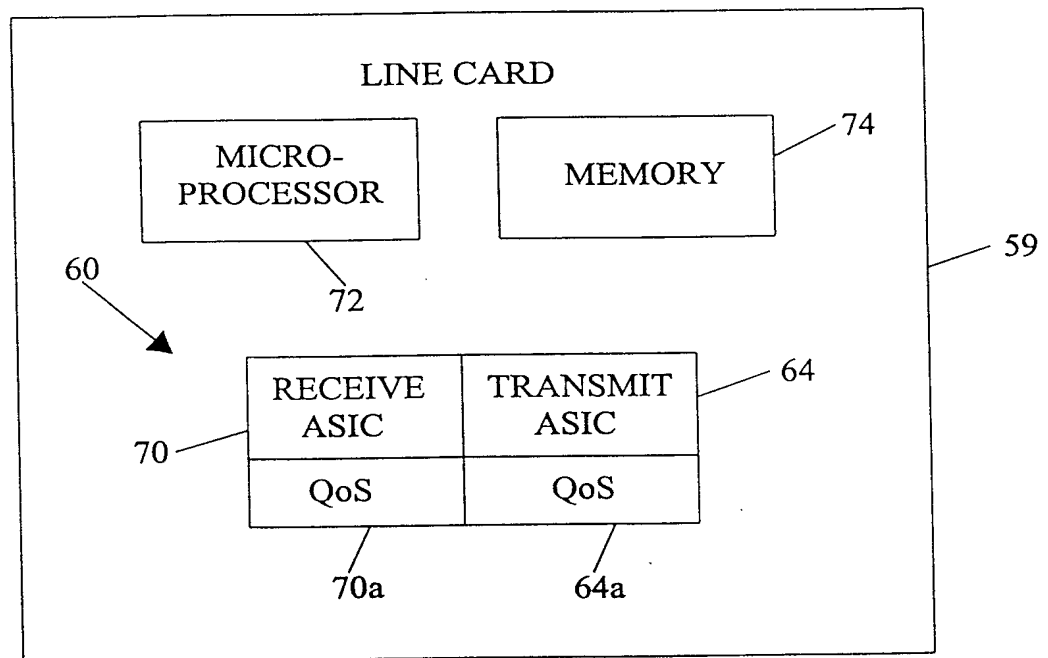 LINE CARD
MICRO-
PROCESSOR
MEMORY
74
59
60
72
RECEIVE
ASIC
TRANSMIT
ASIC
64
70
QoS
QoS
70a
64a